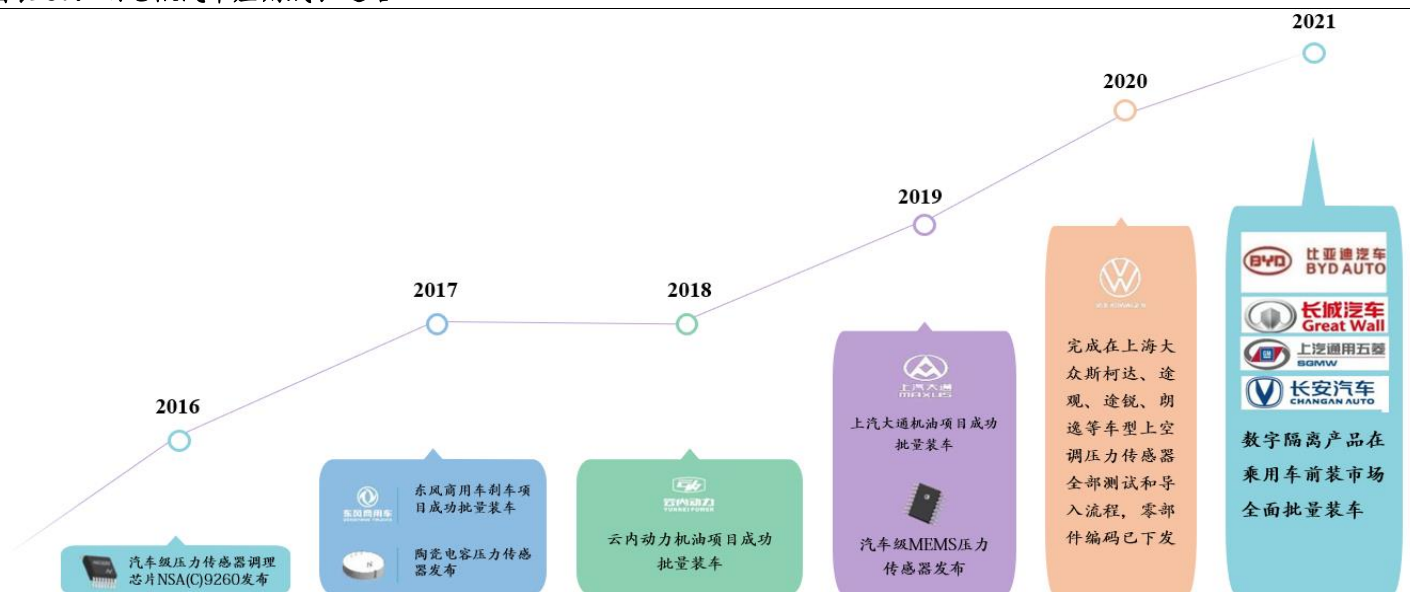 2016
汽车级压力传感器调理
芯片NSA(C)9260发布
2017
东风商用车
东风商用车刹车项
目成功批量装车
陶瓷电容压力传感
器发布
2018
云内动力
YUNNEI POWER
云内动力机油项目成功
批量装车
2019
上汽大通
MAXUS
上汽大通机油项目成功
批量装车
汽车级MEMS压力
传感器发布
2020
完成在上海大
众斯柯达、途
观、途锐、朗
逸等车型上空
调压力传感器
全部测试和导
入流程，零部
件编码已下发
2021
BYD
比亚迪汽车
BYD AUTO
长城汽车
Great Wall
上汽通用五菱
SGMW
长安汽车
CHANGAN AUTO
数字隔离产品在
乘用车前装市场
全面批量装车